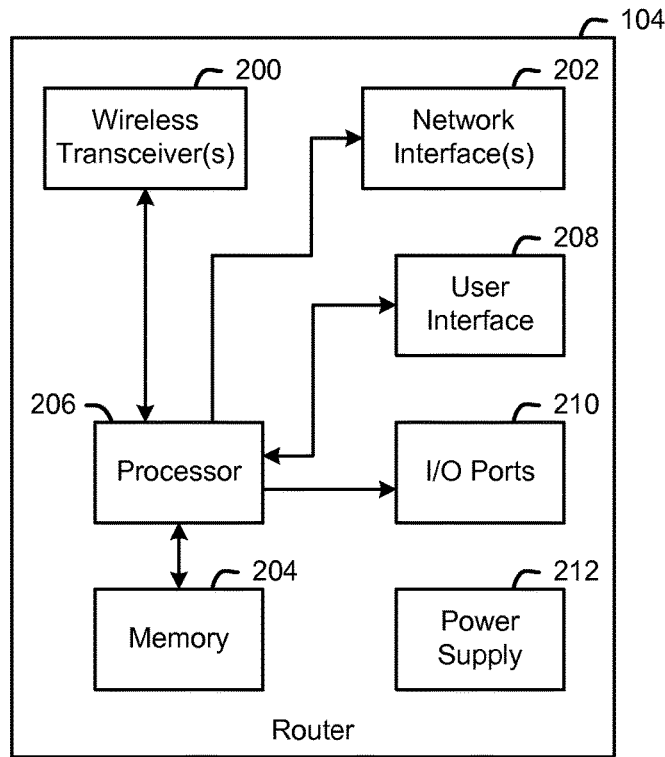 104
200
Wireless
Transceiver(s)
202
Network
Interface(s)
208
User
Interface
206
Processor
210
I/O Ports
204
Memory
212
Power
Supply
Router